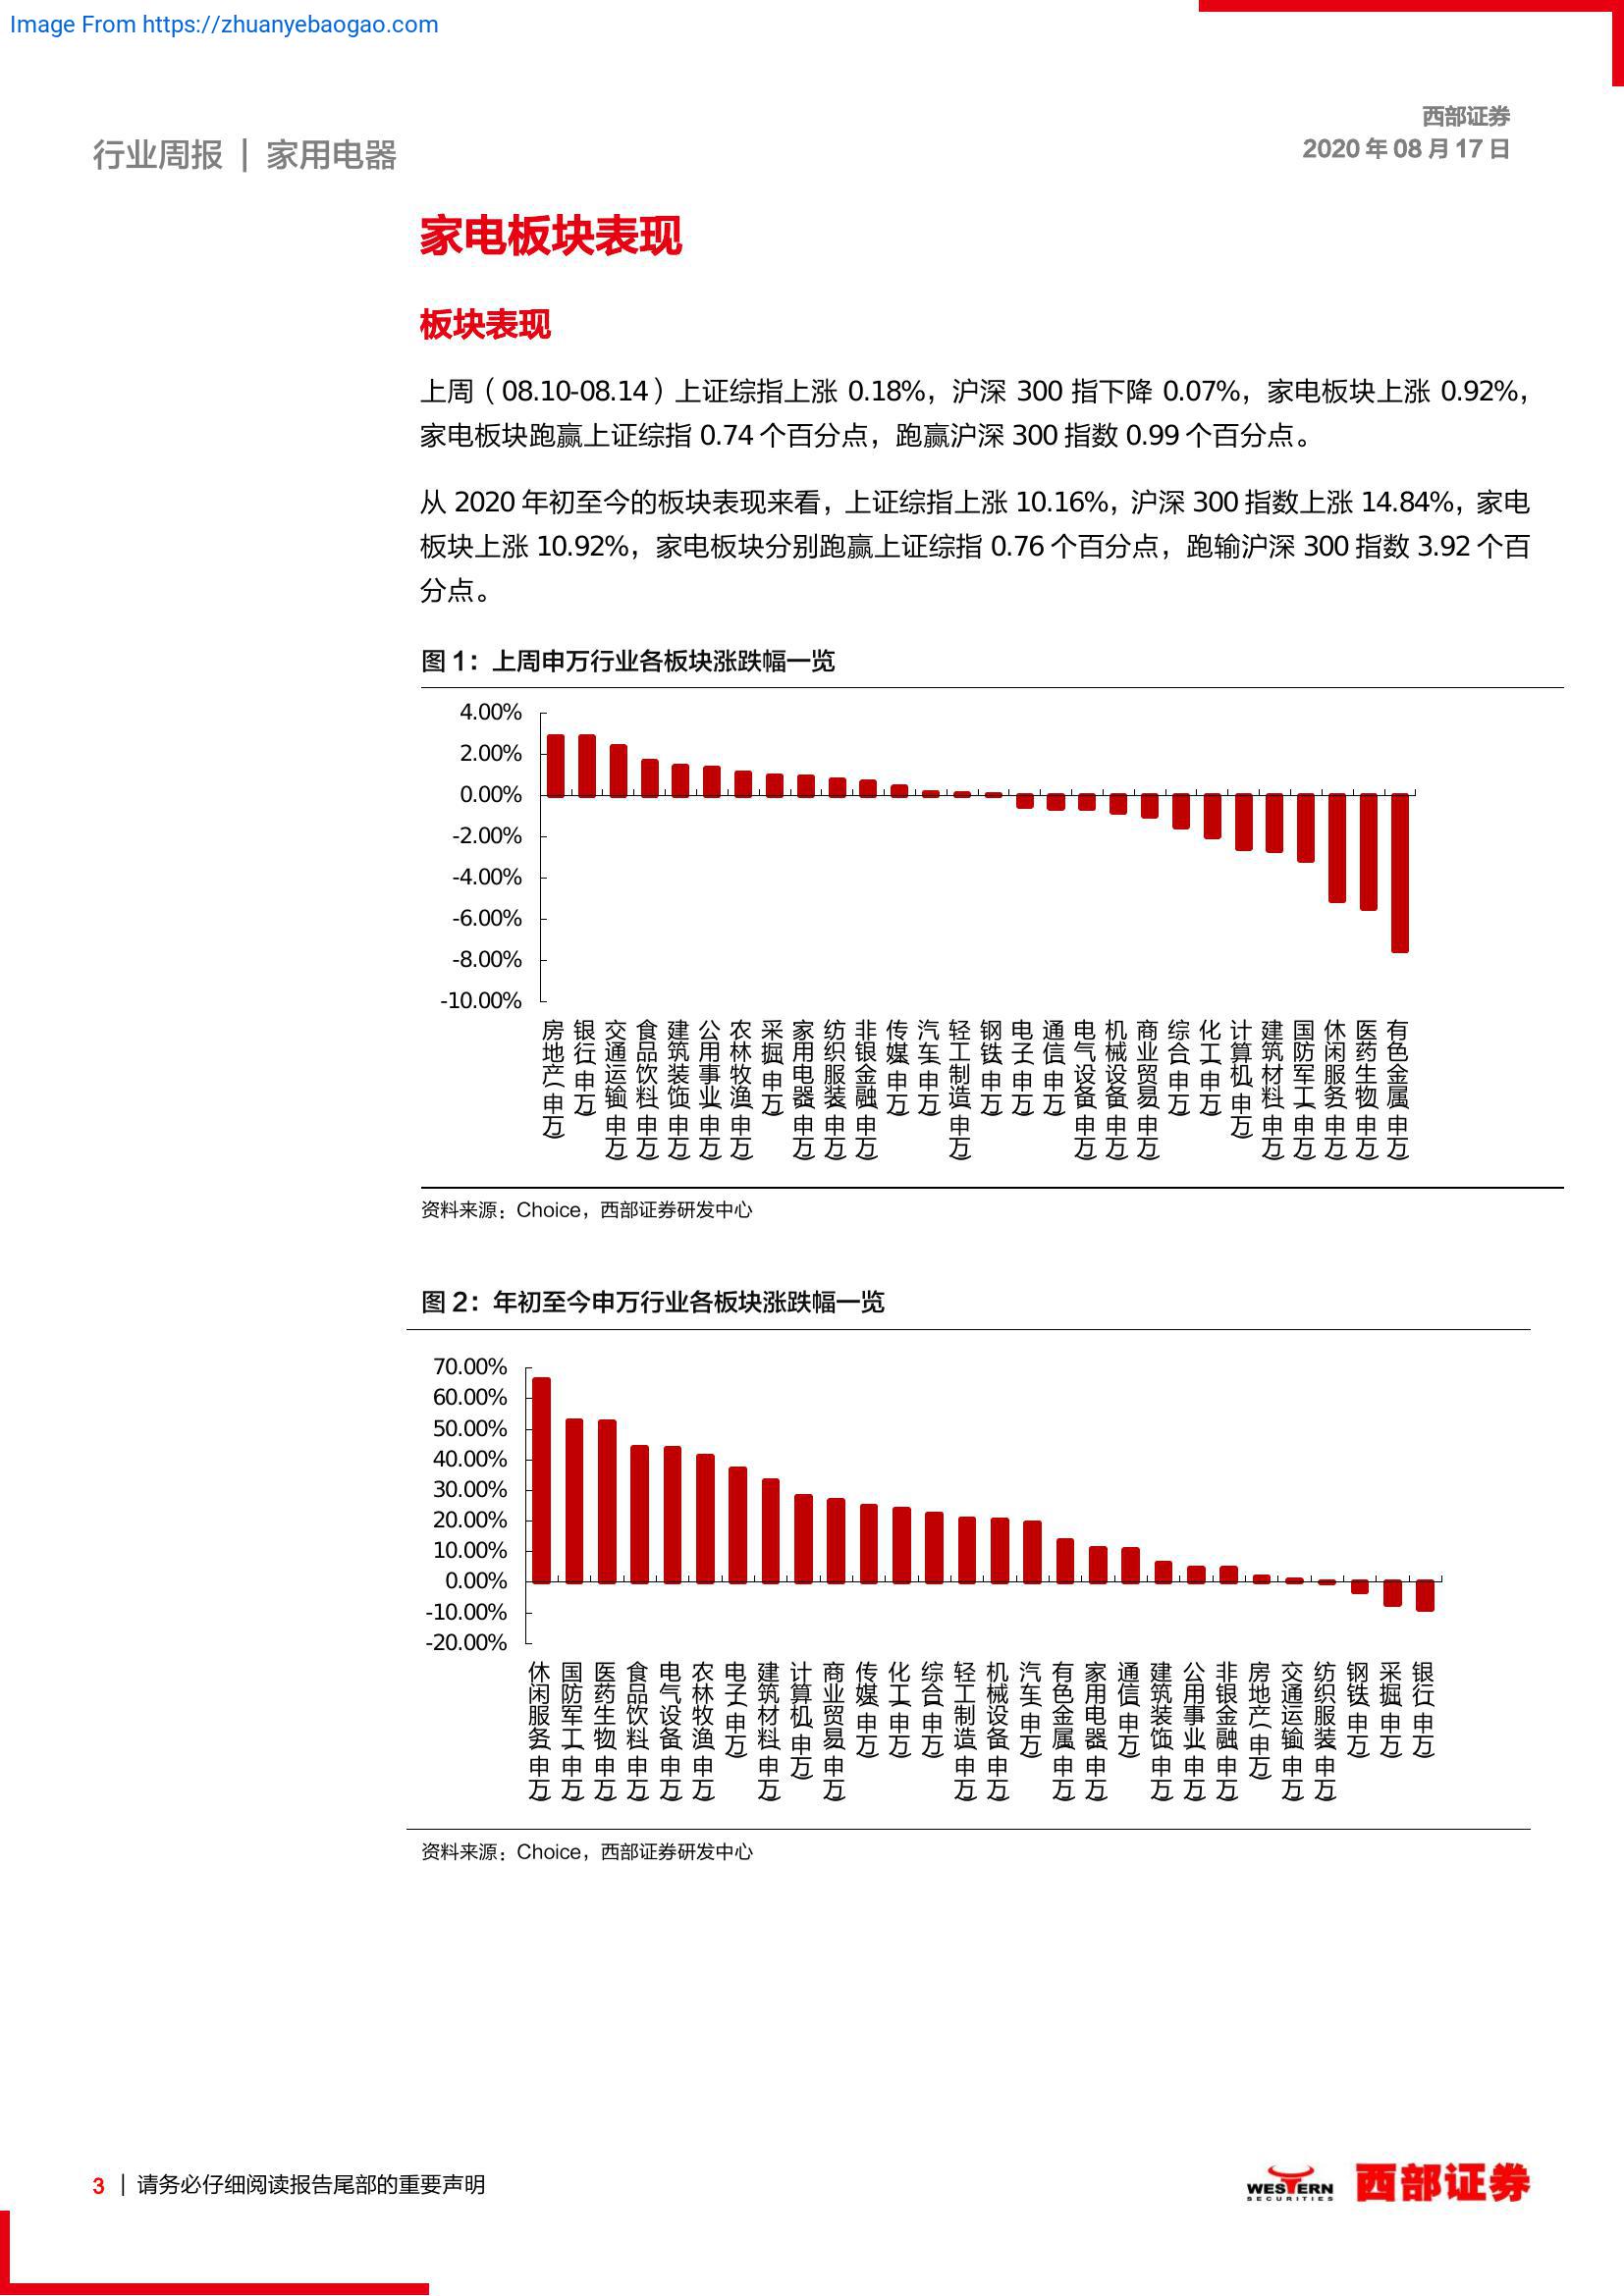 Image From https://zhuanyebaogao.com
西部证券
行业周报 | 家用电器
2020 年 08 月 17 日
家电板块表现
板块表现
上周（08.10-08.14）上证综指上涨 0.18%，沪深 300 指下降 0.07%，家电板块上涨 0.92%，
家电板块跑赢上证综指 0.74 个百分点，跑赢沪深 300 指数 0.99 个百分点。
从 2020 年初至今的板块表现来看，上证综指上涨 10.16%，沪深 300 指数上涨 14.84%，家电
板块上涨 10.92%，家电板块分别跑赢上证综指 0.76 个百分点，跑输沪深 300 指数 3.92 个百
分点。
图 1：上周申万行业各板块涨跌幅一览
4.00%
2.00%
0.00%
-2.00%
-4.00%
-6.00%
-8.00%
-10.00%
房地产(申万)
银行(申万)
交通运输(申万)
食品饮料(申万)
建筑装饰(申万)
公用事业(申万)
农林牧渔(申万)
采掘(申万)
家用电器(申万)
纺织服装(申万)
非银金融(申万)
传媒(申万)
汽车(申万)
轻工制造(申万)
钢铁(申万)
电子(申万)
通信(申万)
电气设备(申万)
机械设备(申万)
商业贸易(申万)
综合(申万)
化工(申万)
计算机(申万)
建筑材料(申万)
国防军工(申万)
休闲服务(申万)
医药生物(申万)
有色金属(申万)
资料来源：Choice，西部证券研发中心
图 2：年初至今申万行业各板块涨跌幅一览
70.00%
60.00%
50.00%
40.00%
30.00%
20.00%
10.00%
0.00%
-10.00%
-20.00%
休闲服务(申万)
国防军工(申万)
医药生物(申万)
食品饮料(申万)
电气设备(申万)
农林牧渔(申万)
电子(申万)
建筑材料(申万)
计算机(申万)
商业贸易(申万)
传媒(申万)
化工(申万)
综合(申万)
轻工制造(申万)
机械设备(申万)
汽车(申万)
有色金属(申万)
家用电器(申万)
通信(申万)
建筑装饰(申万)
公用事业(申万)
非银金融(申万)
房地产(申万)
交通运输(申万)
纺织服装(申万)
钢铁(申万)
采掘(申万)
银行(申万)
资料来源：Choice，西部证券研发中心
3 | 请务必仔细阅读报告尾部的重要声明
WESTERN
SECURITIES
西部证券